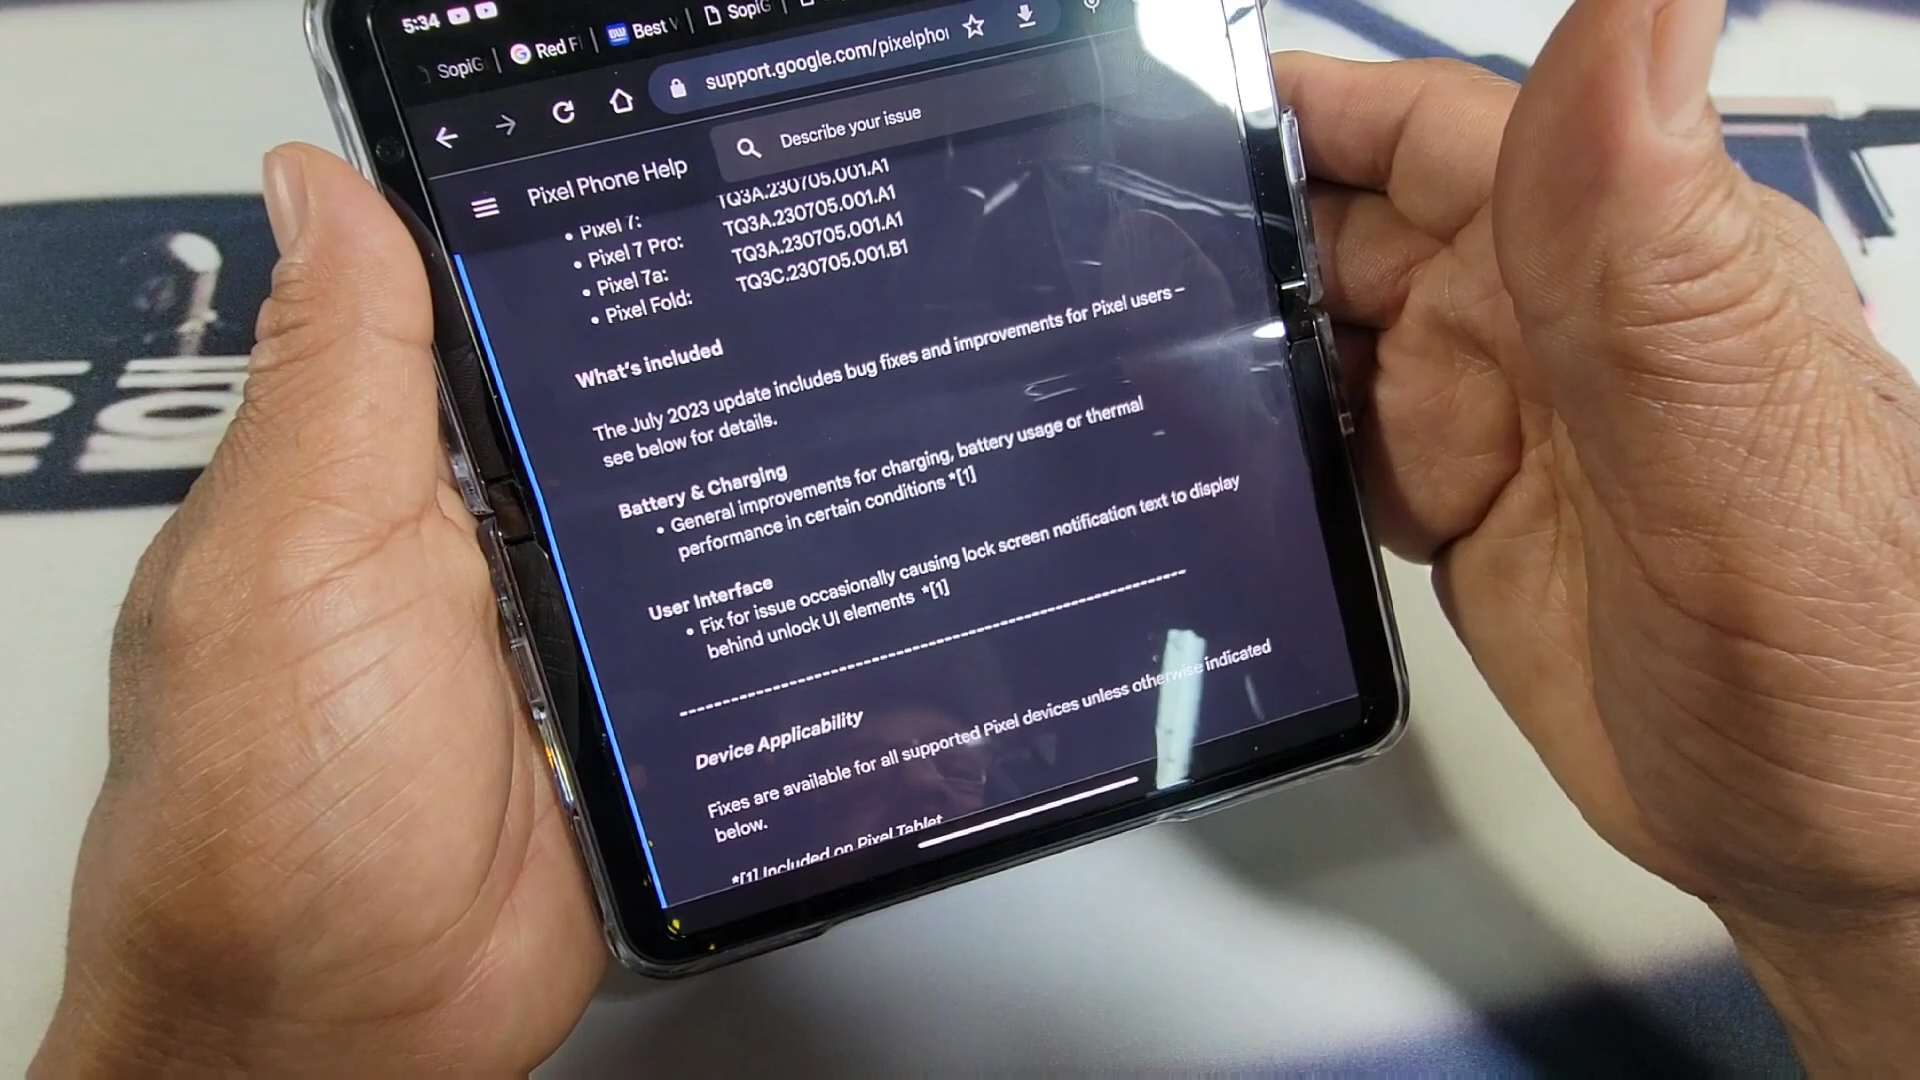 5:34
SopiG
Red F
BW Best V
SopiG
support.google.com/pixelphon
Pixel Phone Help
Describe your issue
TQ3A.230705.001.A1
• Pixel 7: TQ3A.230705.001.A1
• Pixel 7 Pro: TQ3A.230705.001.A1
• Pixel 7a: TQ3C.230705.001.B1
• Pixel Fold:
What's included
The July 2023 update includes bug fixes and improvements for Pixel users –
see below for details.
Battery & Charging
• General improvements for charging, battery usage or thermal
performance in certain conditions *[1]
User Interface
• Fix for issue occasionally causing lock screen notification text to display
behind unlock UI elements *[1]
---------------------------------------------------------------
Device Applicability
Fixes are available for all supported Pixel devices unless otherwise indicated
below.
*[1] Included on Pixel Tablet